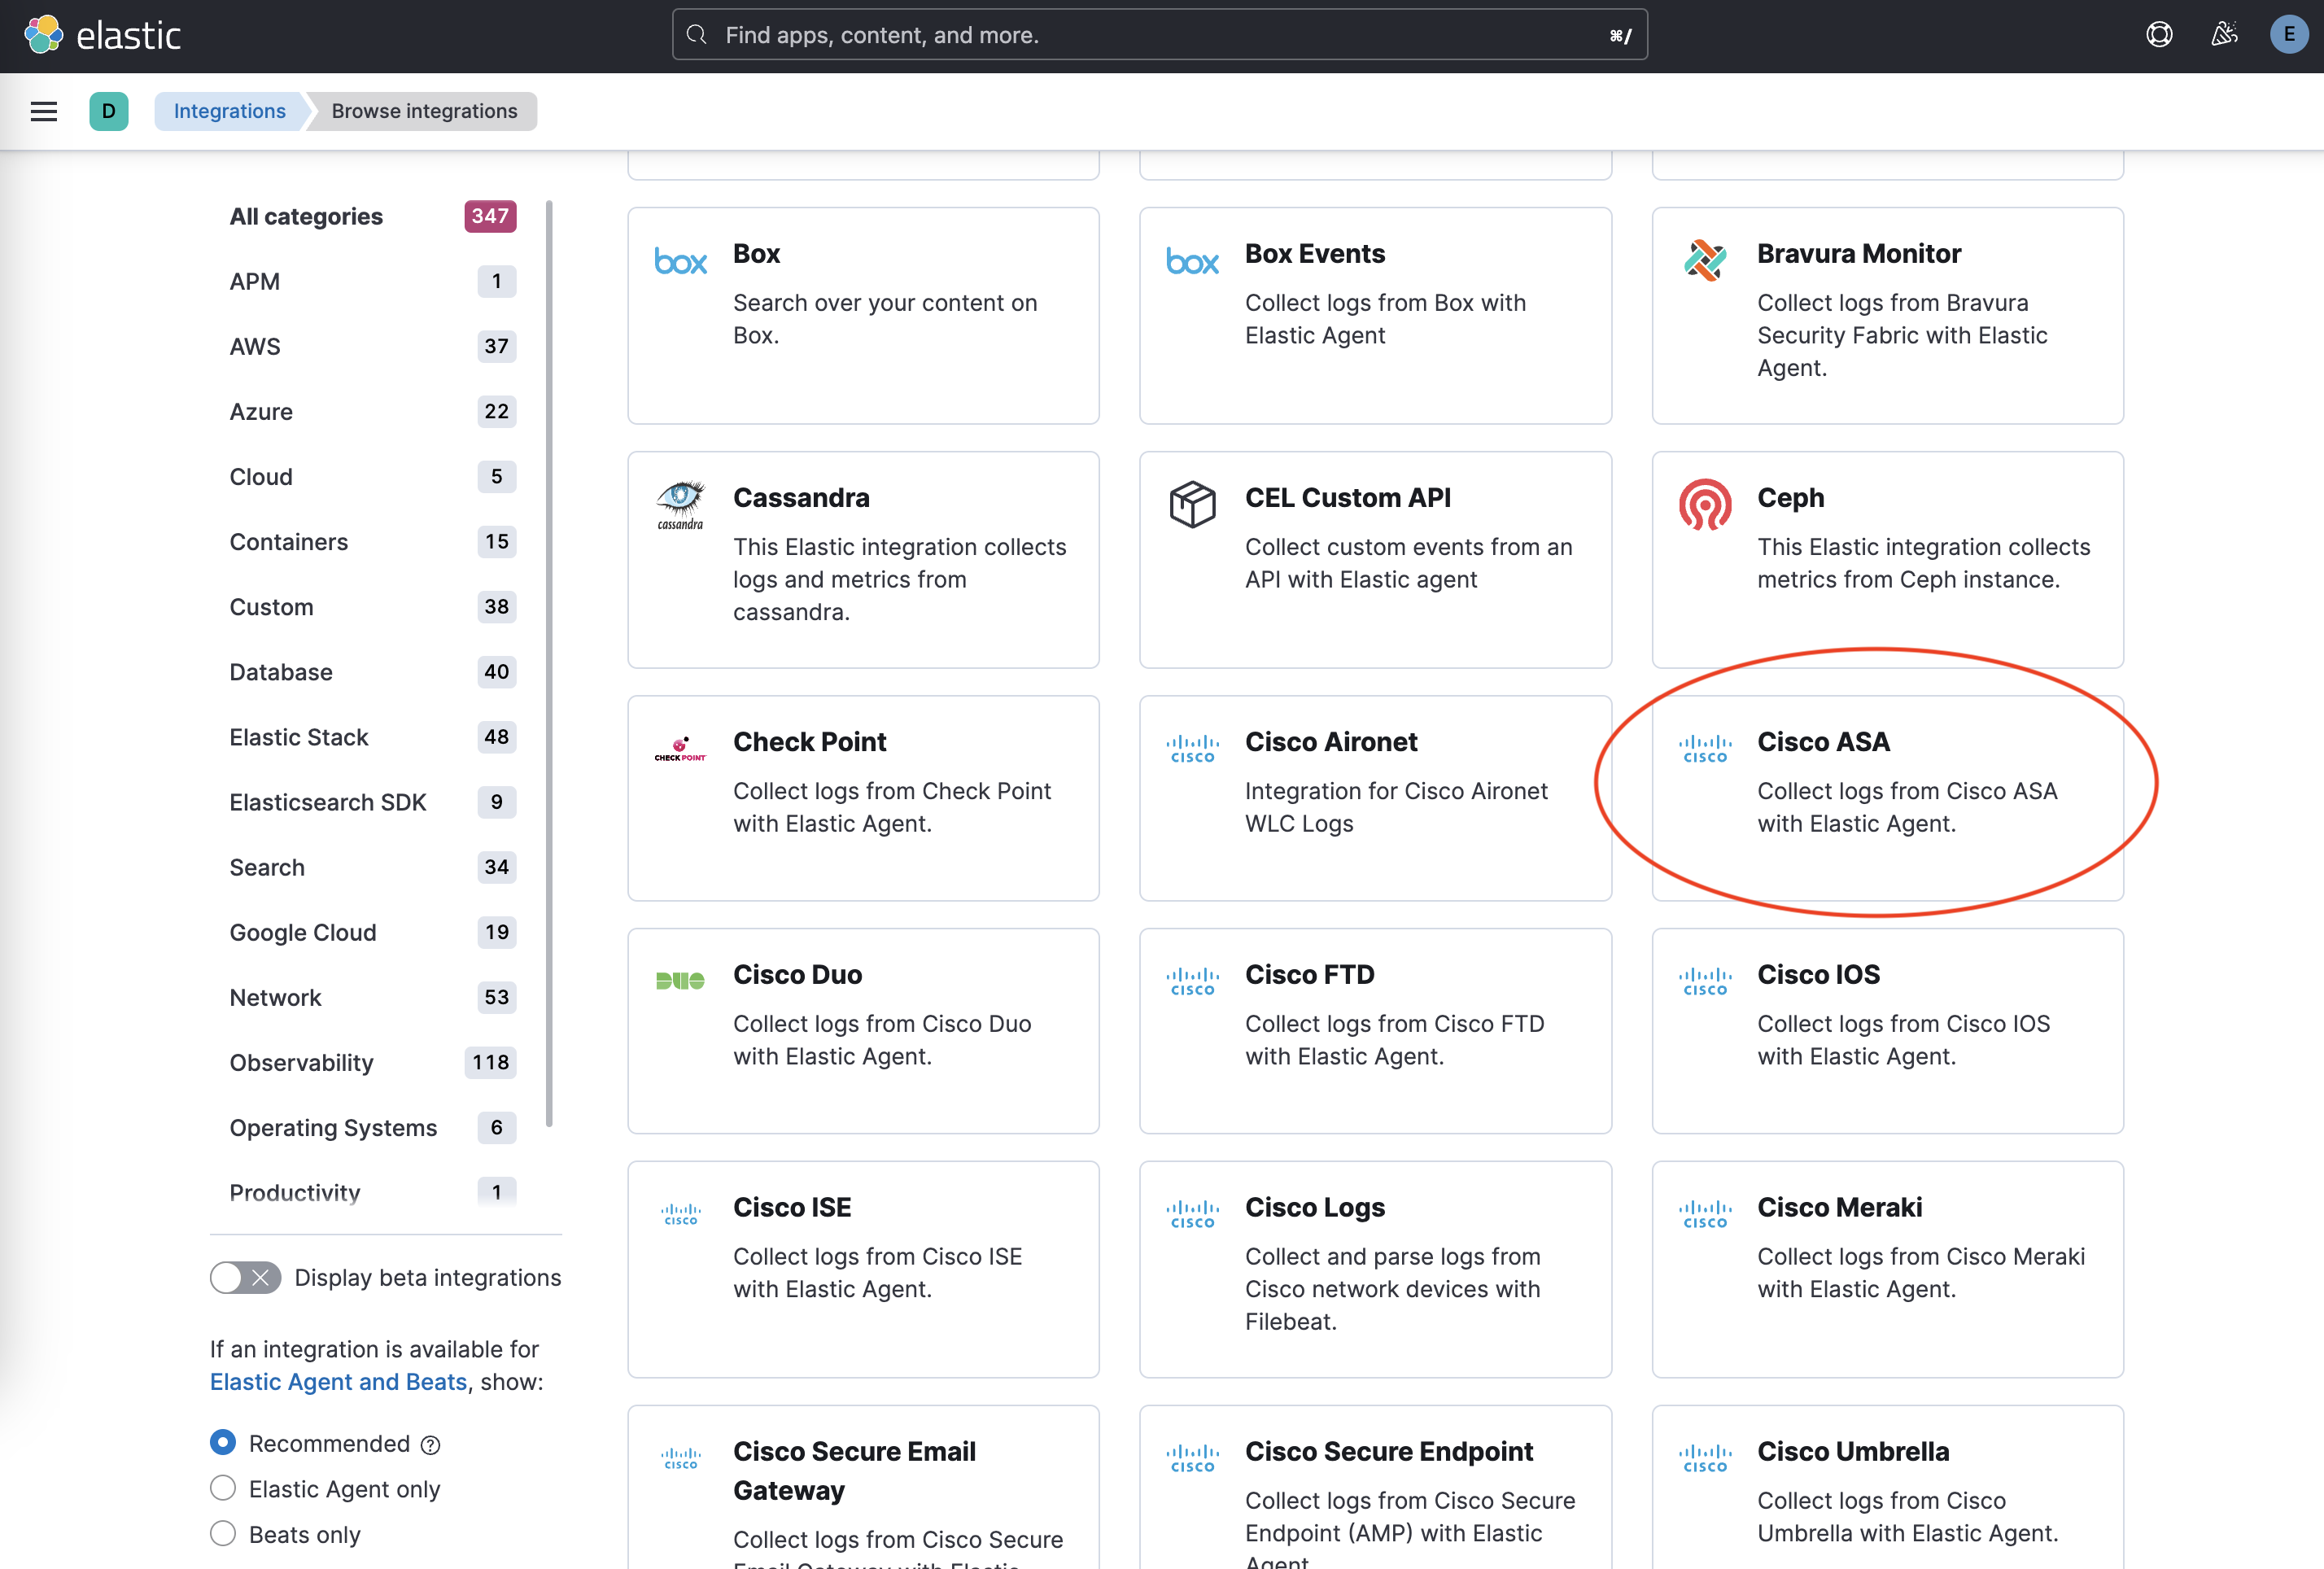 elastic
Find apps, content, and more.
⌘/
E
D
Integrations
Browse integrations
All categories 347
APM 1
AWS 37
Azure 22
Cloud 5
Containers 15
Custom 38
Database 40
Elastic Stack 48
Elasticsearch SDK 9
Search 34
Google Cloud 19
Network 53
Observability 118
Operating Systems 6
Productivity 1
Display beta integrations
If an integration is available for
Elastic Agent and Beats, show:
Recommended
Elastic Agent only
Beats only
box
Box
Search over your content on
Box.
box
Box Events
Collect logs from Box with
Elastic Agent
Bravura Monitor
Collect logs from Bravura
Security Fabric with Elastic
Agent.
cassandra
Cassandra
This Elastic integration collects
logs and metrics from
cassandra.
CEL Custom API
Collect custom events from an
API with Elastic agent
Ceph
This Elastic integration collects
metrics from Ceph instance.
CHECK POINT
Check Point
Collect logs from Check Point
with Elastic Agent.
CISCO
Cisco Aironet
Integration for Cisco Aironet
WLC Logs
CISCO
Cisco ASA
Collect logs from Cisco ASA
with Elastic Agent.
DUO
Cisco Duo
Collect logs from Cisco Duo
with Elastic Agent.
CISCO
Cisco FTD
Collect logs from Cisco FTD
with Elastic Agent.
CISCO
Cisco IOS
Collect logs from Cisco IOS
with Elastic Agent.
CISCO
Cisco ISE
Collect logs from Cisco ISE
with Elastic Agent.
CISCO
Cisco Logs
Collect and parse logs from
Cisco network devices with
Filebeat.
CISCO
Cisco Meraki
Collect logs from Cisco Meraki
with Elastic Agent.
CISCO
Cisco Secure Email
Gateway
Collect logs from Cisco Secure
Email Gateway with Elastic
CISCO
Cisco Secure Endpoint
Collect logs from Cisco Secure
Endpoint (AMP) with Elastic
Agent
CISCO
Cisco Umbrella
Collect logs from Cisco
Umbrella with Elastic Agent.